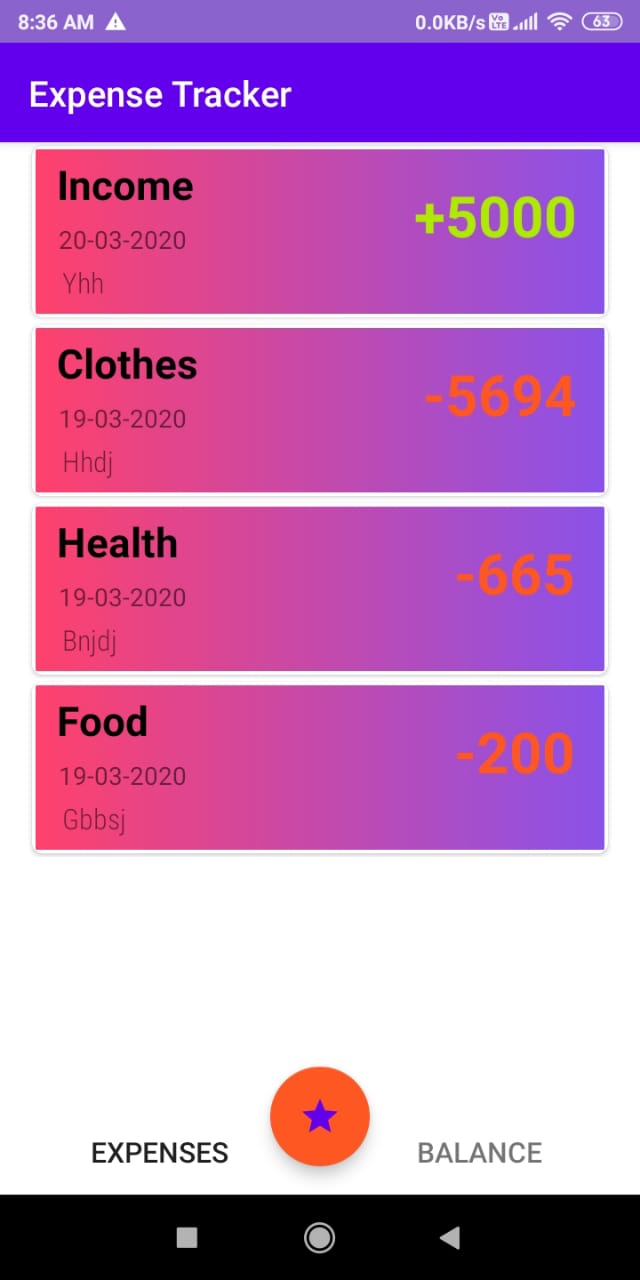 8:36 AM 0.0KB/s Vo LTE 63
Expense Tracker
Income
+5000
20-03-2020
Yhh
Clothes
-5694
19-03-2020
Hhdj
Health
-665
19-03-2020
Bnjdj
Food
-200
19-03-2020
Gbbsj
EXPENSES BALANCE